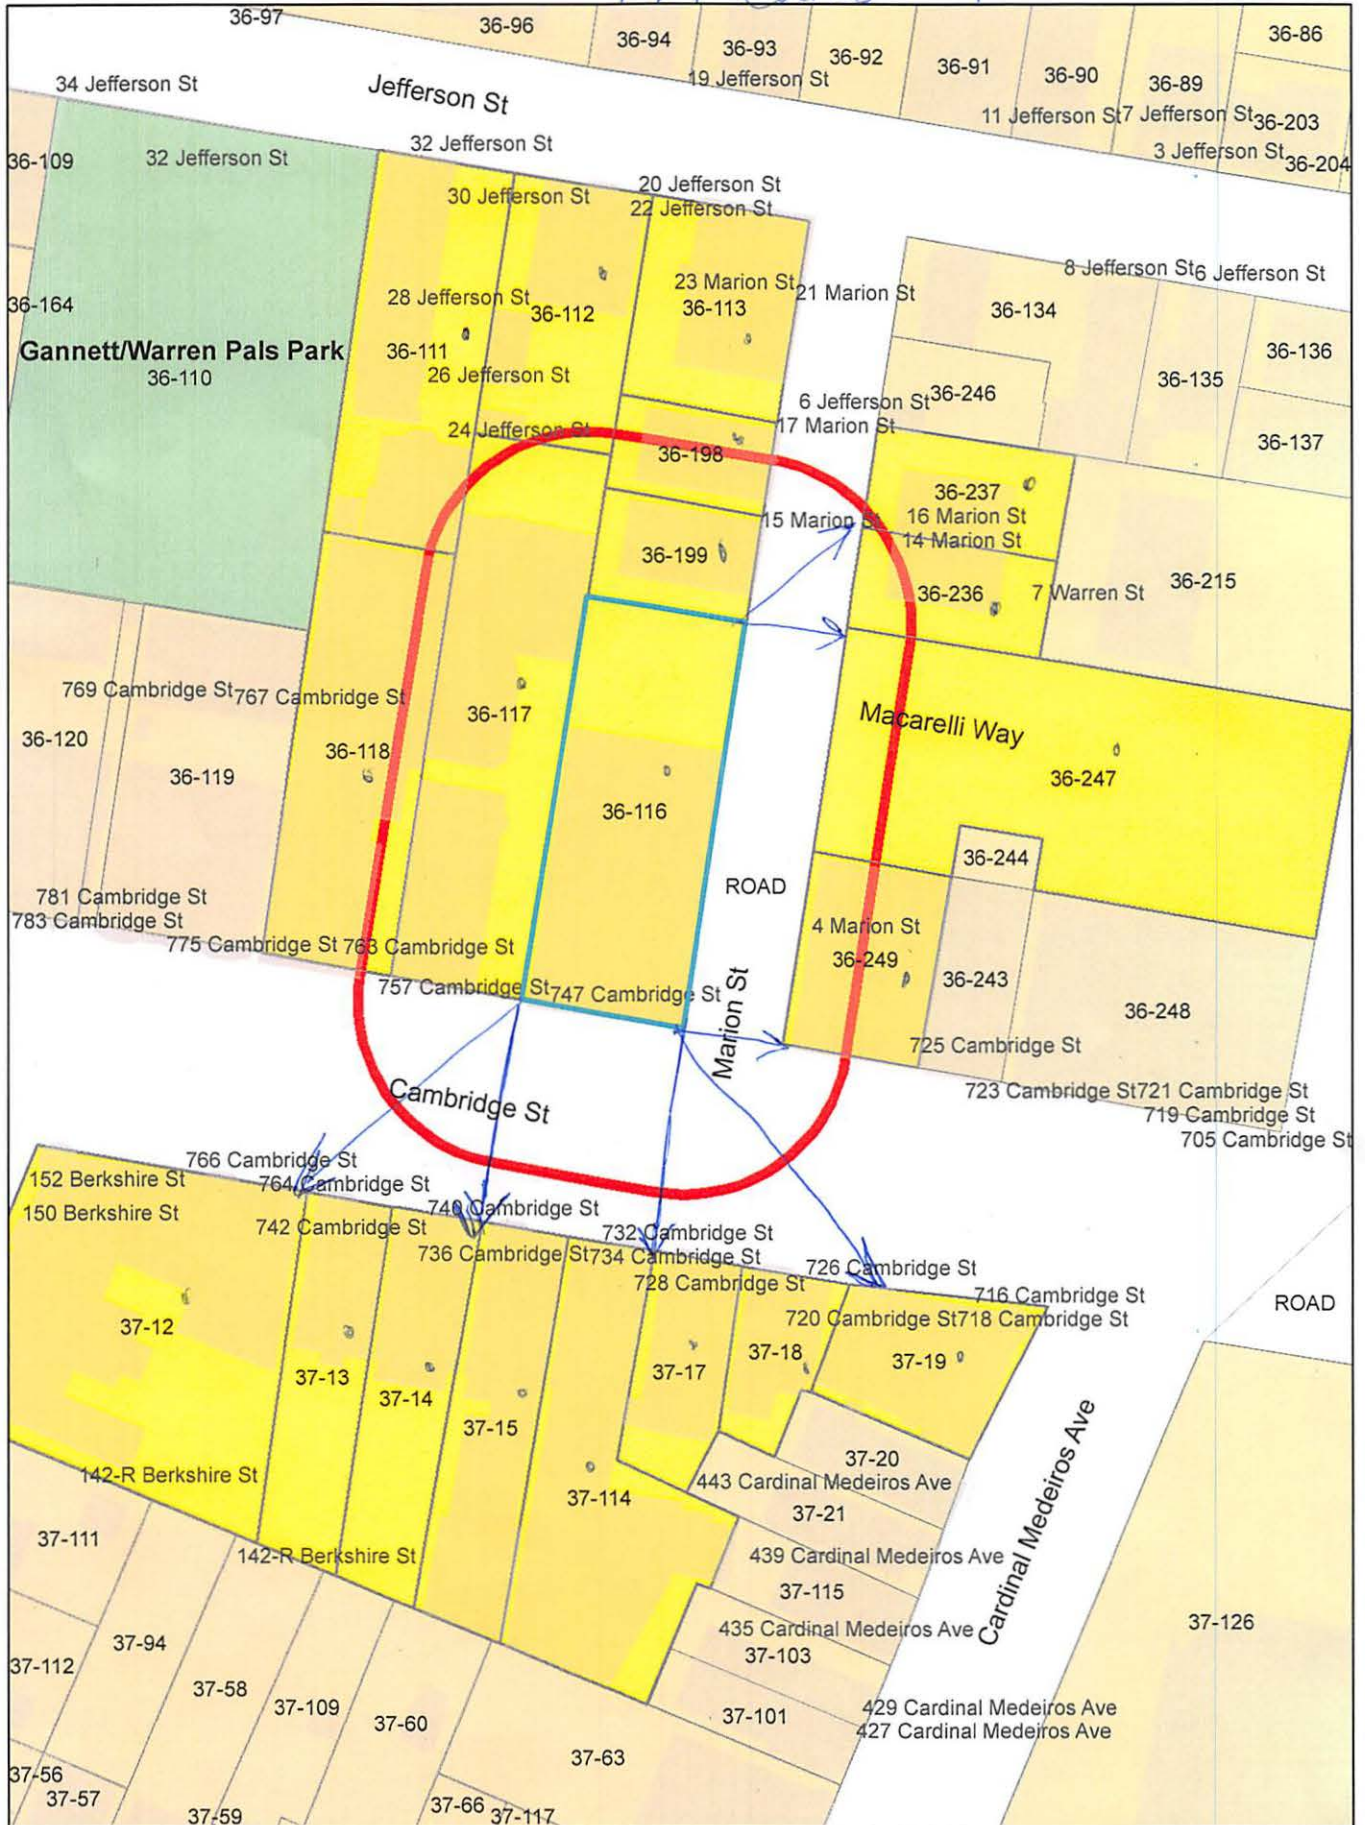 36-97
36-96
36-94
36-93
36-92
36-91
36-90
36-89
36-86
34 Jefferson St
Jefferson St
19 Jefferson St
11 Jefferson St
7 Jefferson St
36-203
3 Jefferson St
36-204
36-109
32 Jefferson St
32 Jefferson St
20 Jefferson St
30 Jefferson St
22 Jefferson St
36-164
28 Jefferson St
36-112
23 Marion St
36-113
21 Marion St
36-134
8 Jefferson St
6 Jefferson St
Gannett/Warren Pals Park
36-110
36-111
26 Jefferson St
36-136
36-135
6 Jefferson St
36-246
24 Jefferson St
17 Marion St
36-137
36-198
36-237
15 Marion St
16 Marion St
14 Marion St
36-199
36-236
7 Warren St
36-215
769 Cambridge St
767 Cambridge St
36-117
36-120
36-118
Macarelli Way
36-119
36-247
36-116
36-244
ROAD
781 Cambridge St
783 Cambridge St
4 Marion St
775 Cambridge St
763 Cambridge St
36-249
36-243
757 Cambridge St
747 Cambridge St
Marion St
36-248
725 Cambridge St
Cambridge St
723 Cambridge St
721 Cambridge St
719 Cambridge St
705 Cambridge St
766 Cambridge St
152 Berkshire St
764 Cambridge St
150 Berkshire St
740 Cambridge St
742 Cambridge St
732 Cambridge St
736 Cambridge St
734 Cambridge St
726 Cambridge St
728 Cambridge St
716 Cambridge St
720 Cambridge St
718 Cambridge St
ROAD
37-12
37-13
37-14
37-15
37-17
37-18
37-19
37-20
142-R Berkshire St
443 Cardinal Medeiros Ave
37-114
37-21
37-111
142-R Berkshire St
439 Cardinal Medeiros Ave
37-115
Cardinal Medeiros Ave
435 Cardinal Medeiros Ave
37-103
37-126
37-94
37-112
37-58
37-109
37-60
37-101
429 Cardinal Medeiros Ave
427 Cardinal Medeiros Ave
37-63
37-56
37-57
37-59
37-66
37-117